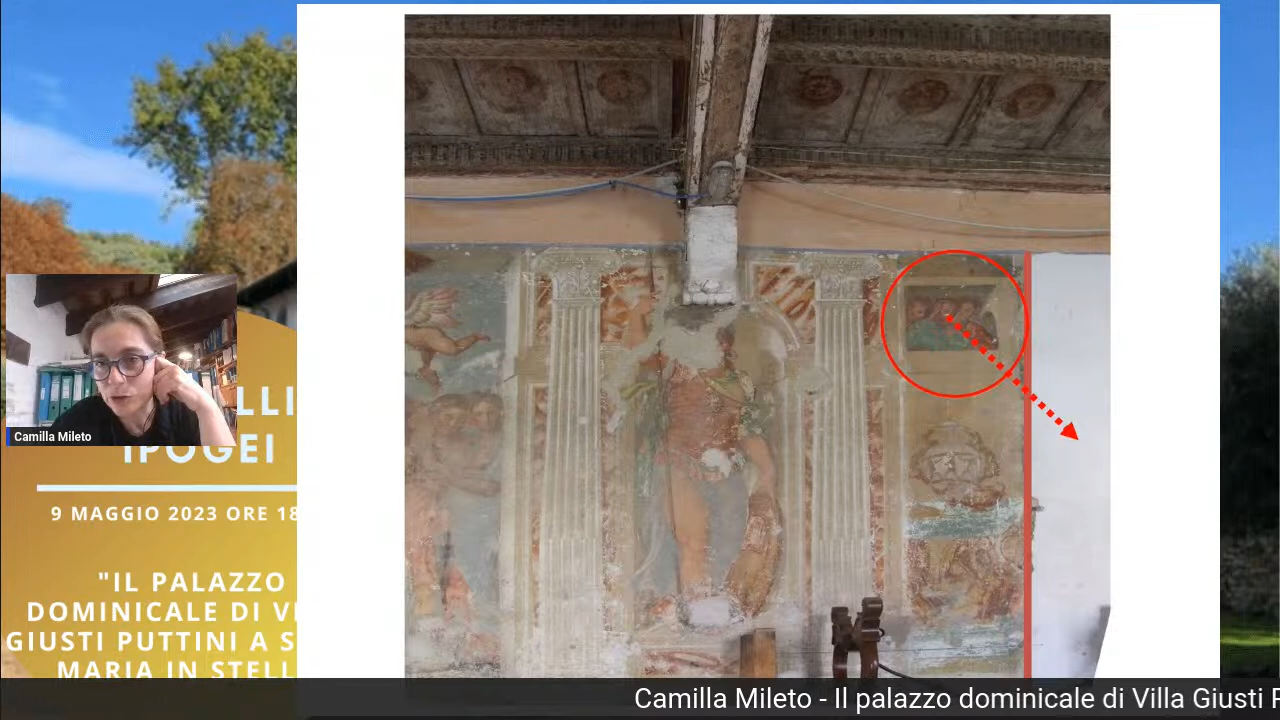 Camilla Mileto
LLI
IPOGEI
9 MAGGIO 2023 ORE 18
"IL PALAZZO
DOMINICALE DI VI
GIUSTI PUTTINI A S
MARIA IN STELL
Camilla Mileto - Il palazzo dominicale di Villa Giusti P